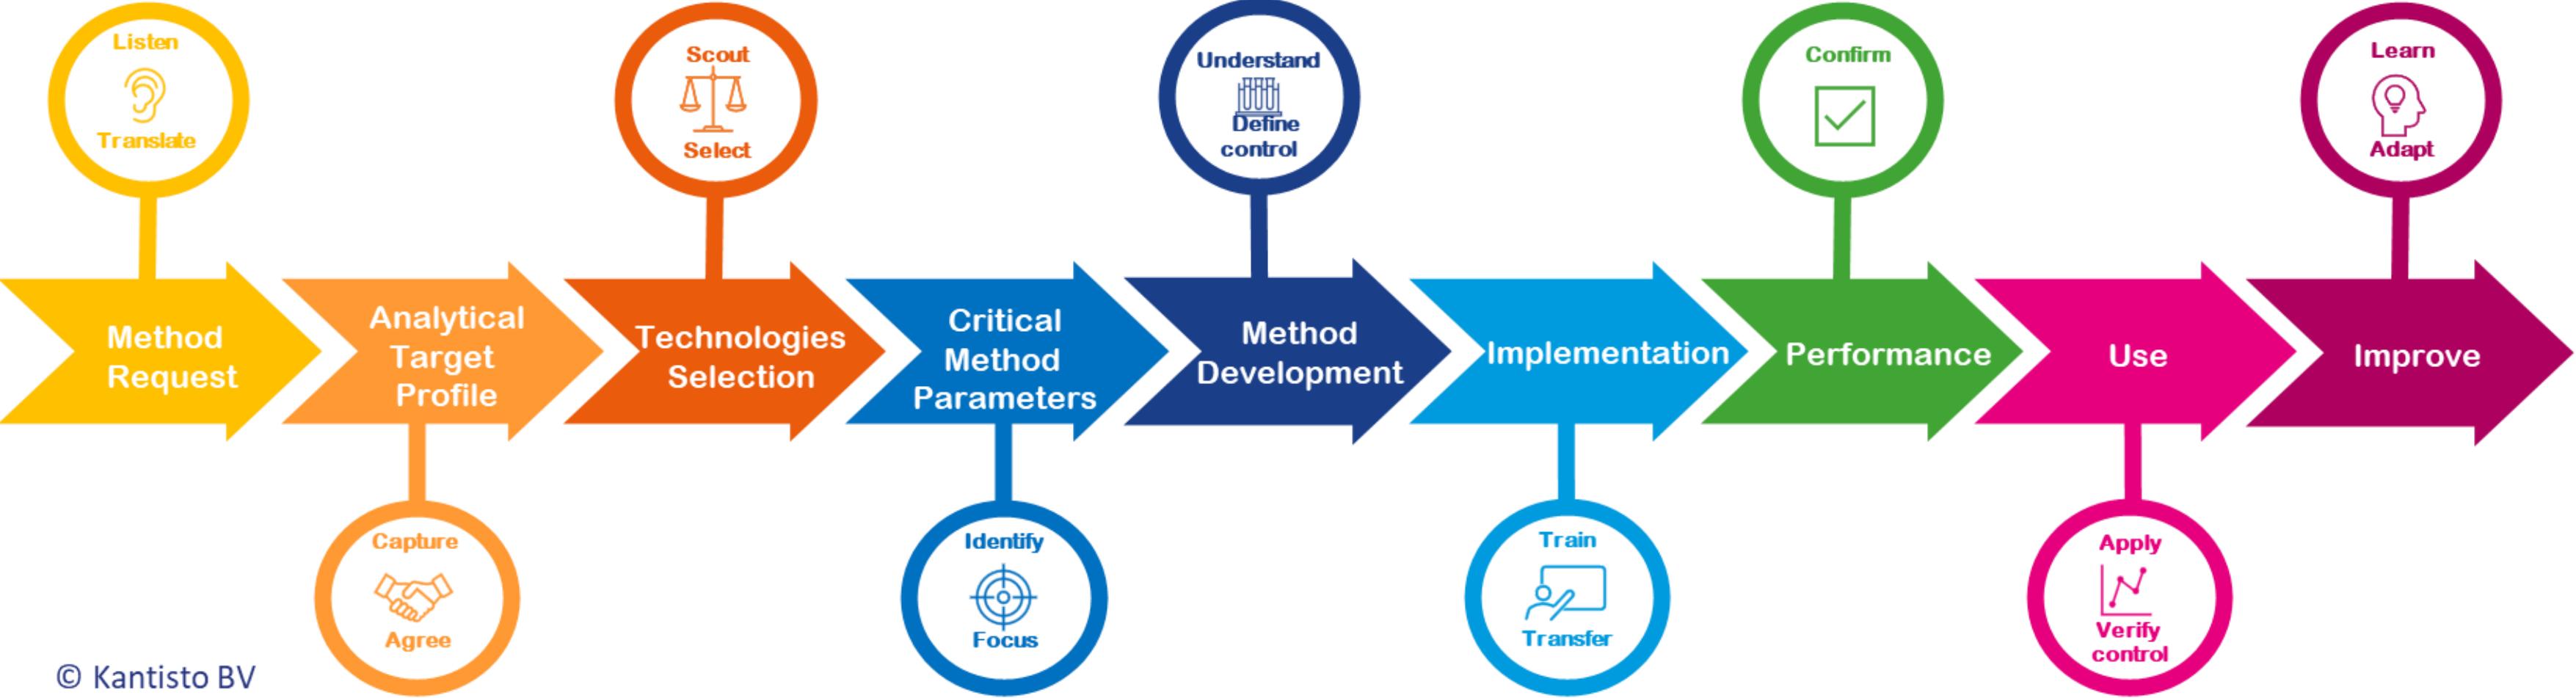 Listen
Translate
Scout
Select
Understand
Define
control
Confirm
Learn
Adapt
Method
Request
Analytical
Target
Profile
Technologies
Selection
Critical
Method
Parameters
Method
Development
Implementation
Performance
Use
Improve
Capture
Agree
Identify
Focus
Train
Transfer
Apply
Verify
control
© Kantisto BV